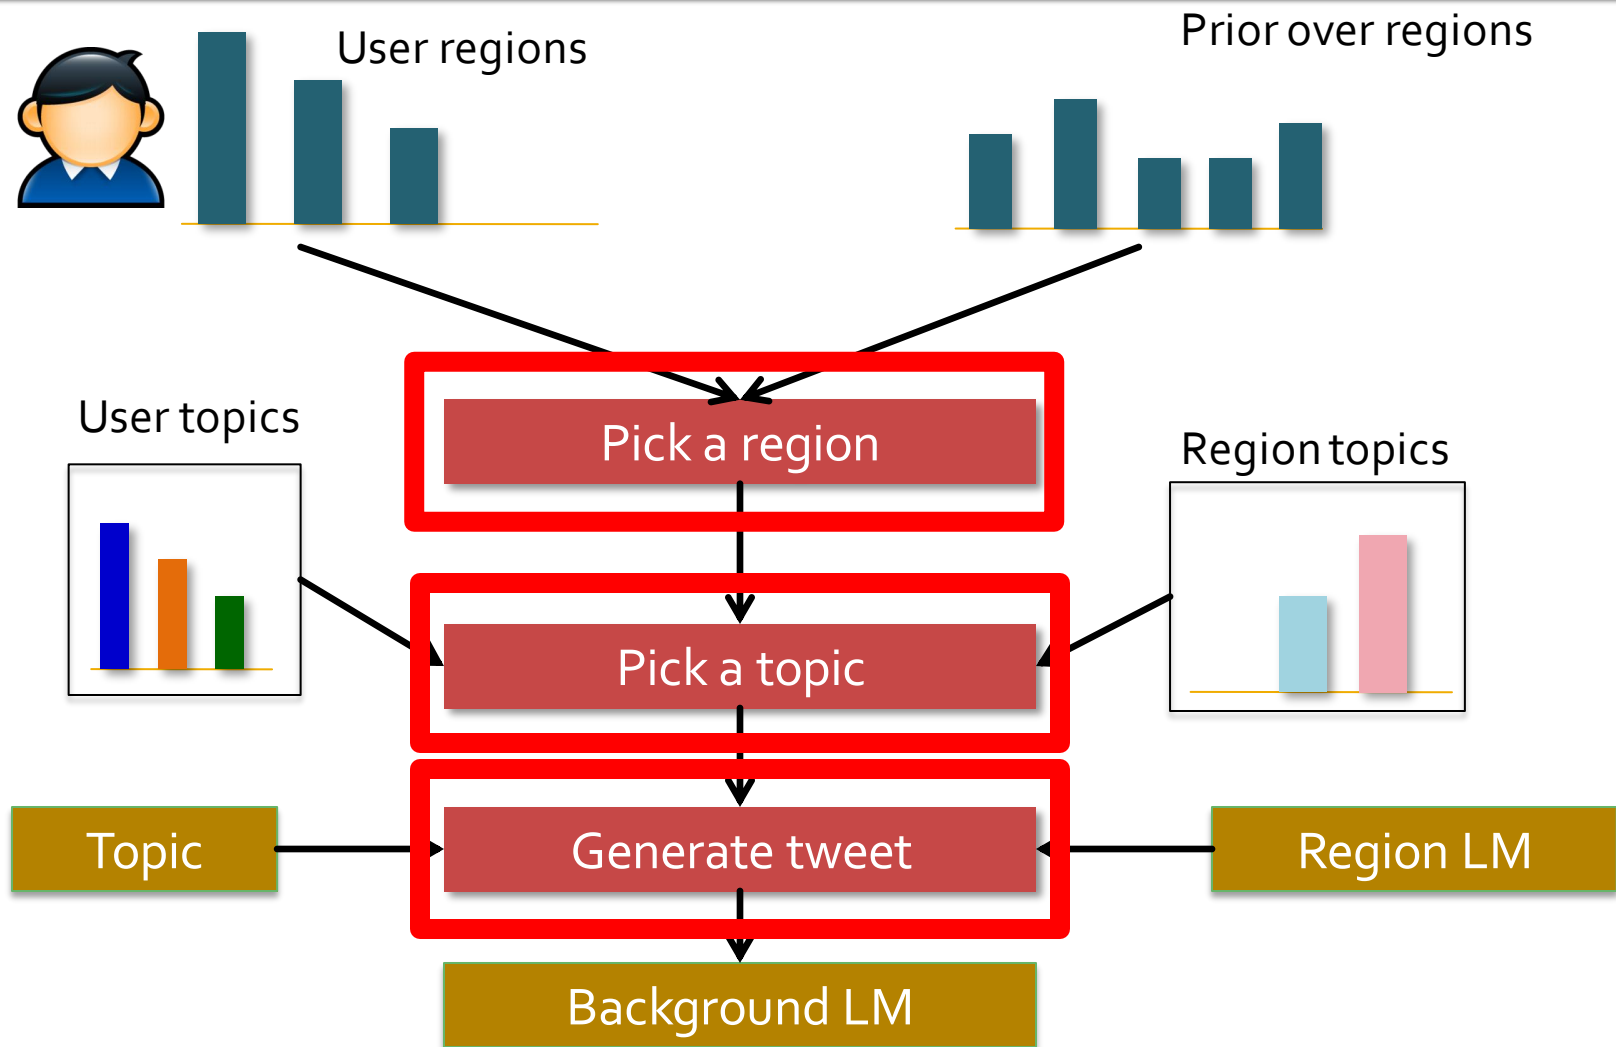 User regions
Prior over regions
Pick a region
User topics
Region topics
Pick a topic
Topic
Generate tweet
Region LM
Background LM